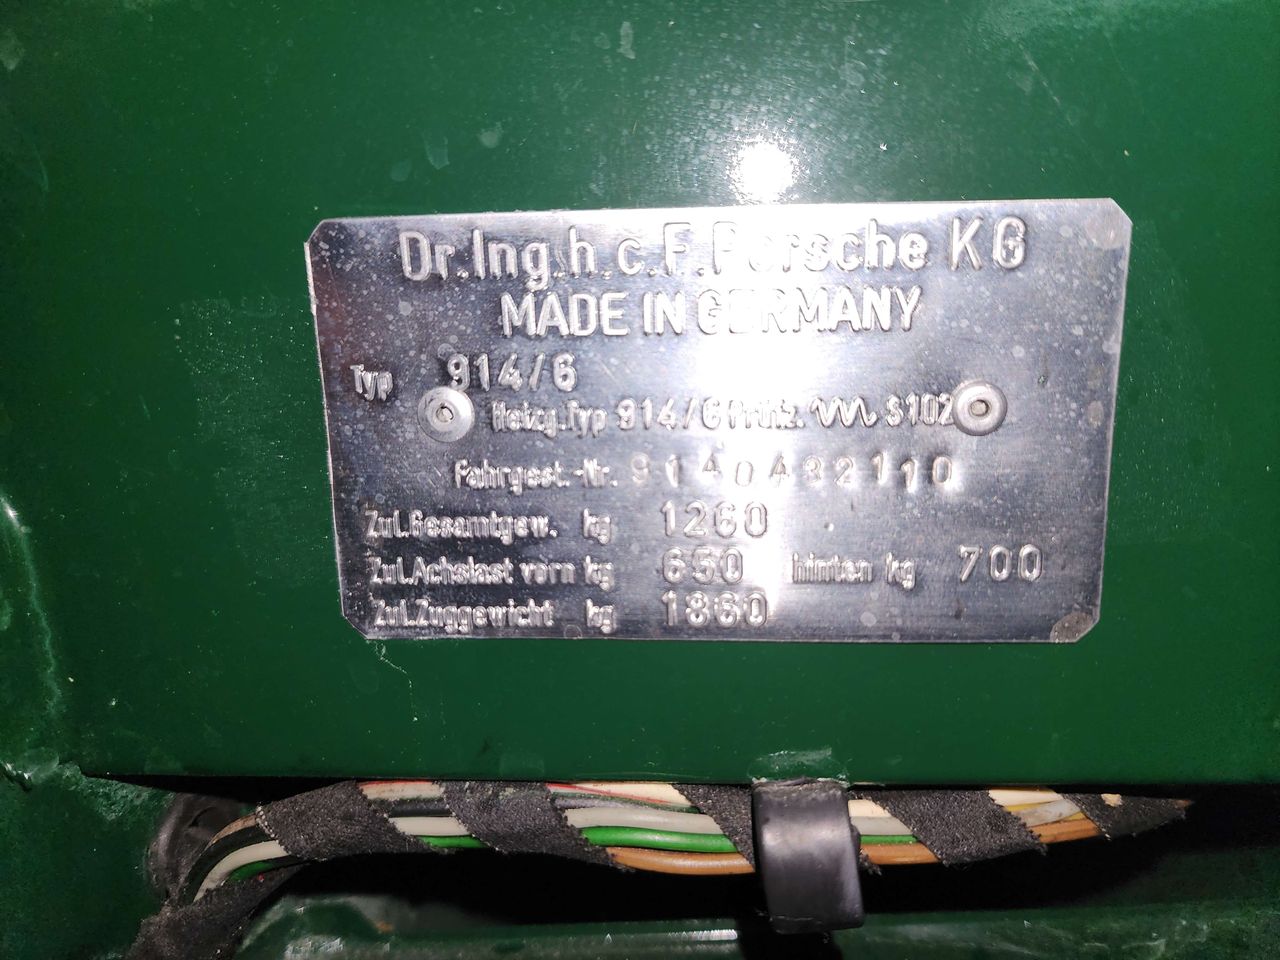 Dr.Ing.h.c.F.Porsche KG
MADE IN GERMANY
Typ 914/6
Heizg.Typ 914/6 Prüfz. S102
Fahrgest.-Nr. 9140432110
Zul.Gesamtgew. kg 1260
Zul.Achslast vorn kg 650 hinten kg 700
Zul.Zuggewicht kg 1860